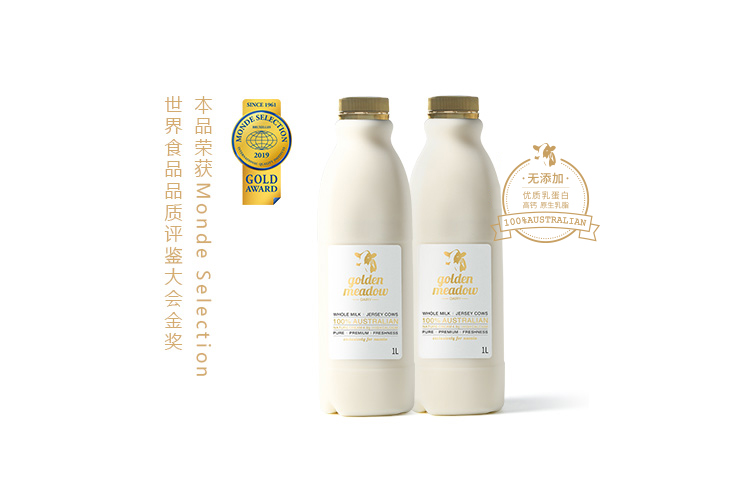 本品荣获Monde Selection
世界食品品质评鉴大会金奖
SINCE 1961
MONDE SELECTION
BRUXELLES
2019
GOLD
AWARD
golden
meadow
WHOLE MILK · JERSEY COWS
100% AUSTRALIAN
PURE · PREMIUM · FRESHNESS
1L
golden
meadow
WHOLE MILK · JERSEY COWS
100% AUSTRALIAN
PURE · PREMIUM · FRESHNESS
1L
·无添加·
优质乳蛋白
高钙 原生乳脂
100%AUSTRALIAN